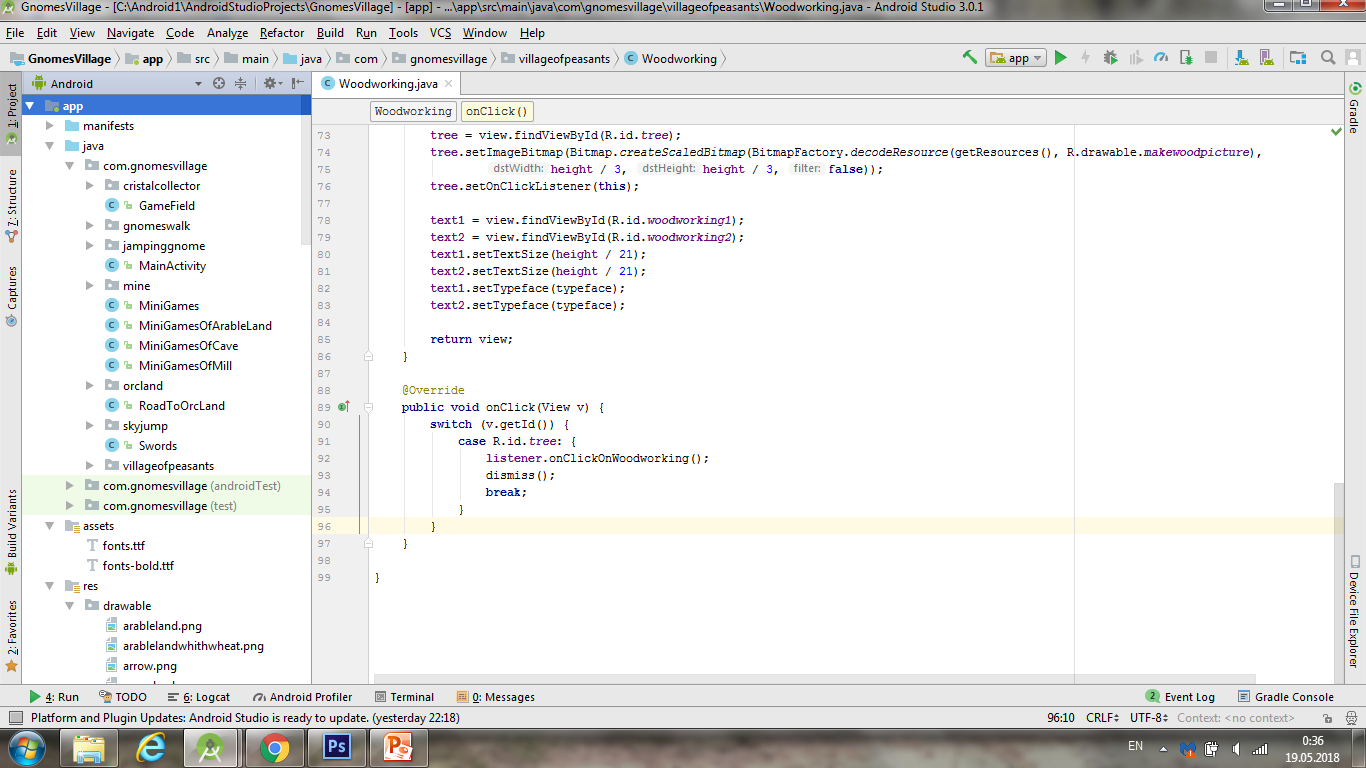 GnomesVillage - [C:\Android1\AndroidStudioProjects\GnomesVillage] - [app] - ...\app\src\main\java\com\gnomesvillage\villageofpeasants\Woodworking.java - Android Studio 3.0.1
File Edit View Navigate Code Analyze Refactor Build Run Tools VCS Window Help
GnomesVillage app src main java com gnomesvillage villageofpeasants Woodworking app
1: Project
7: Structure
Captures
Build Variants
2: Favorites
Android
app
manifests
java
com.gnomesvillage
cristalcollector
GameField
gnomeswalk
jampinggnome
MainActivity
mine
MiniGames
MiniGamesOfArableLand
MiniGamesOfCave
MiniGamesOfMill
orcland
RoadToOrcLand
skyjump
Swords
villageofpeasants
com.gnomesvillage (androidTest)
com.gnomesvillage (test)
assets
fonts.ttf
fonts-bold.ttf
res
drawable
arableland.png
arablelandwhithwheat.png
arrow.png
Woodworking.java
Woodworking onClick()
73 tree = view.findViewById(R.id.tree);
74 tree.setImageBitmap(Bitmap.createScaledBitmap(BitmapFactory.decodeResource(getResources(), R.drawable.makewoodpicture),
75 dstWidth: height / 3, dstHeight: height / 3, filter: false));
76 tree.setOnClickListener(this);
77
78 text1 = view.findViewById(R.id.woodworking1);
79 text2 = view.findViewById(R.id.woodworking2);
80 text1.setTextSize(height / 21);
81 text2.setTextSize(height / 21);
82 text1.setTypeface(typeface);
83 text2.setTypeface(typeface);
84
85 return view;
86 }
87
88 @Override
89 public void onClick(View v) {
90 switch (v.getId()) {
91 case R.id.tree: {
92 listener.onClickOnWoodworking();
93 dismiss();
94 break;
95 }
96 }
97 }
98
99 }
Gradle
Device File Explorer
4: Run TODO 6: Logcat Android Profiler Terminal 0: Messages 2 Event Log Gradle Console
Platform and Plugin Updates: Android Studio is ready to update. (yesterday 22:18) 96:10 CRLF UTF-8 Context: <no context>
Ps
EN
0:36
19.05.2018